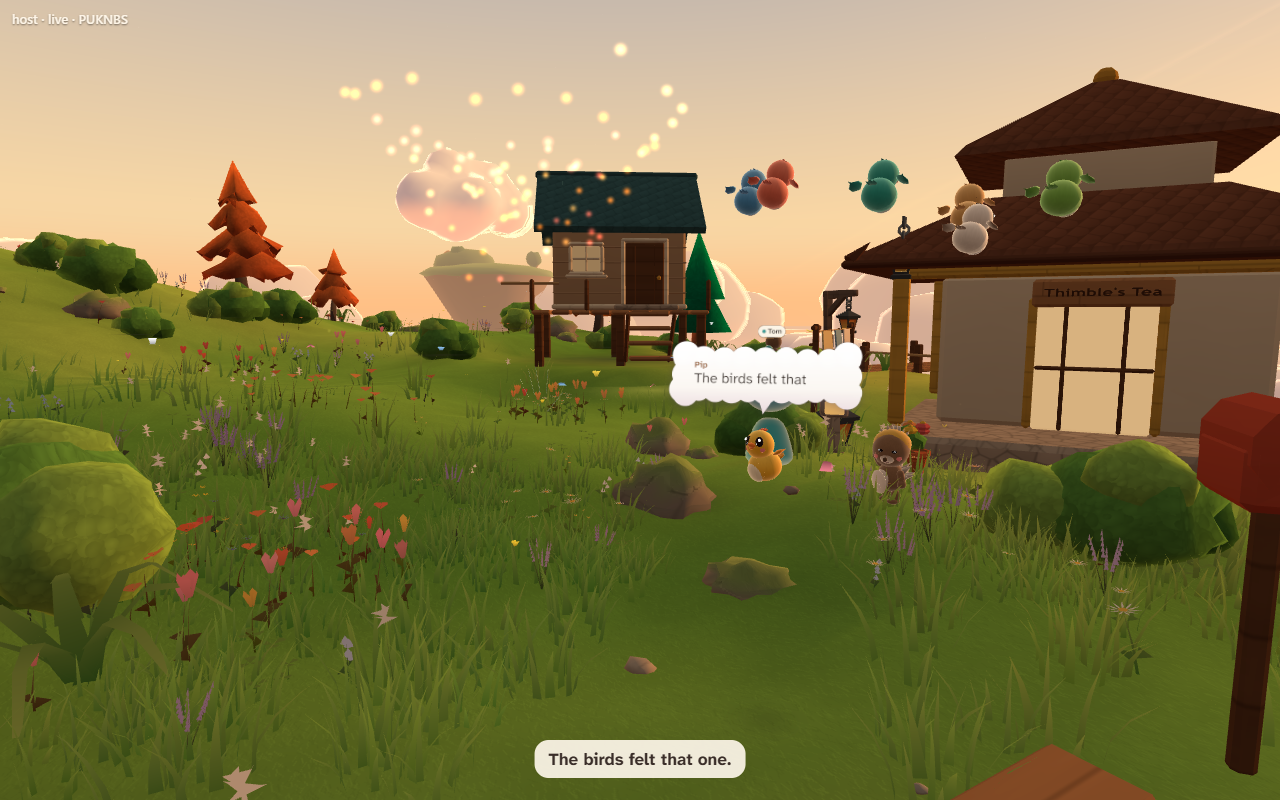 host · live · PUKNBS
Thimble's Tea
Tom
Pip
The birds felt that
The birds felt that one.